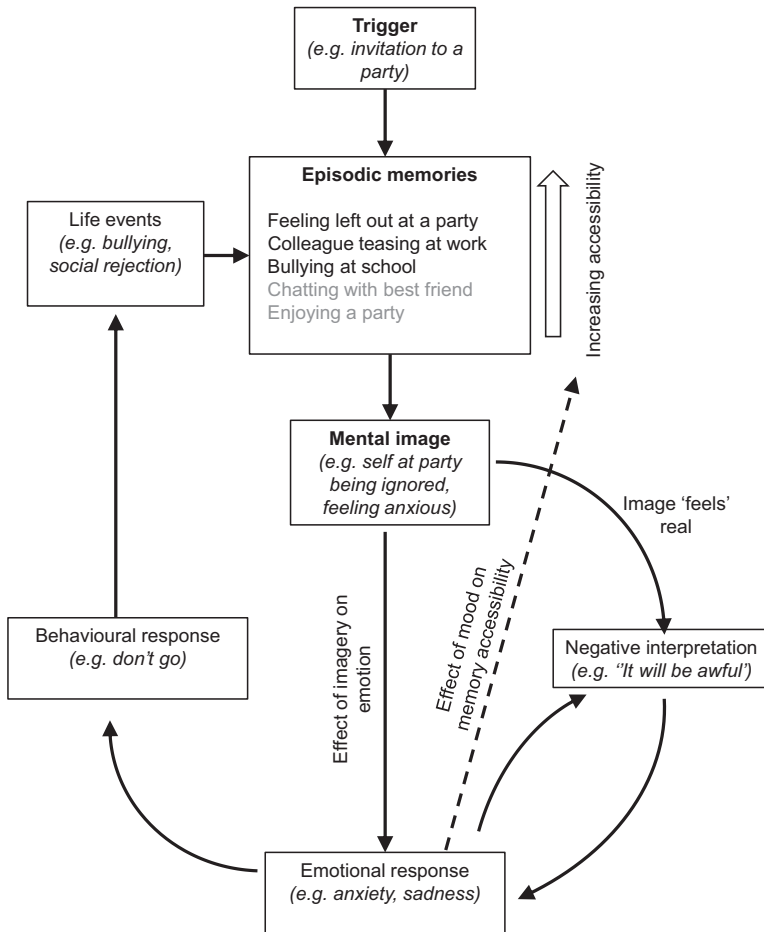 Trigger
(e.g. invitation to a
party)
Episodic memories
Feeling left out at a party
Colleague teasing at work
Bullying at school
Chatting with best friend
Enjoying a party
Increasing accessibility
Life events
(e.g. bullying,
social rejection)
Mental image
(e.g. self at party
being ignored,
feeling anxious)
Image ‘feels’
real
Effect of imagery on
emotion
Effect of mood on
memory accessibility
Behavioural response
(e.g. don't go)
Negative interpretation
(e.g. ‘'It will be awful’)
Emotional response
(e.g. anxiety, sadness)